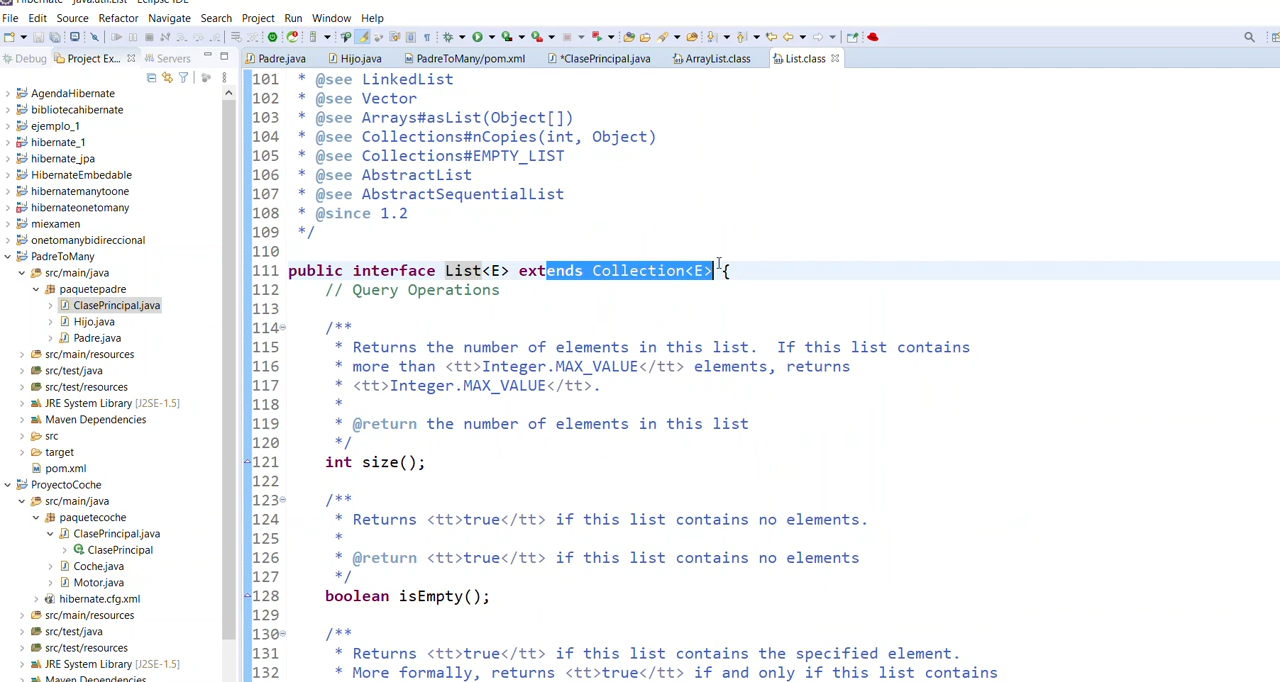 Hibernate - java.util.List - Eclipse IDE
File Edit Source Refactor Navigate Search Project Run Window Help
Debug Project Ex... Servers
Padre.java Hijo.java PadreToMany/pom.xml *ClasePrincipal.java ArrayList.class List.class
AgendaHibernate
bibliotecahibernate
ejemplo_1
hibernate_1
hibernate_jpa
HibernateEmbedable
hibernatemanytoone
hibernateonetomany
miexamen
onetomanybidireccional
PadreToMany
src/main/java
paquetepadre
ClasePrincipal.java
Hijo.java
Padre.java
src/main/resources
src/test/java
src/test/resources
JRE System Library [J2SE-1.5]
Maven Dependencies
src
target
pom.xml
ProyectoCoche
src/main/java
paquetecoche
ClasePrincipal.java
ClasePrincipal
Coche.java
Motor.java
hibernate.cfg.xml
src/main/resources
src/test/java
src/test/resources
JRE System Library [J2SE-1.5]
Maven Dependencies
101 * @see LinkedList
102 * @see Vector
103 * @see Arrays#asList(Object[])
104 * @see Collections#nCopies(int, Object)
105 * @see Collections#EMPTY_LIST
106 * @see AbstractList
107 * @see AbstractSequentialList
108 * @since 1.2
109 */
110
111 public interface List<E> extends Collection<E> {
112 // Query Operations
113
114 /**
115 * Returns the number of elements in this list. If this list contains
116 * more than <tt>Integer.MAX_VALUE</tt> elements, returns
117 * <tt>Integer.MAX_VALUE</tt>.
118 *
119 * @return the number of elements in this list
120 */
121 int size();
122
123 /**
124 * Returns <tt>true</tt> if this list contains no elements.
125 *
126 * @return <tt>true</tt> if this list contains no elements
127 */
128 boolean isEmpty();
129
130 /**
131 * Returns <tt>true</tt> if this list contains the specified element.
132 * More formally, returns <tt>true</tt> if and only if this list contains